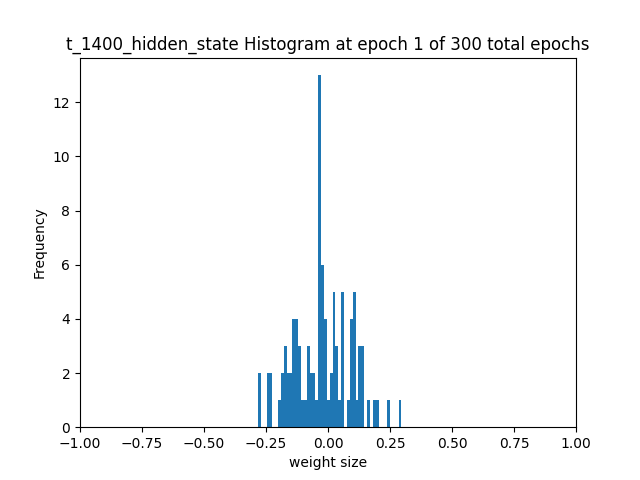 t_1400_hidden_state Histogram at epoch 1 of 300 total epochs
12
10
8
6
4
2
0
Frequency
−1.00 −0.75 −0.50 −0.25 0.00 0.25 0.50 0.75 1.00
weight size